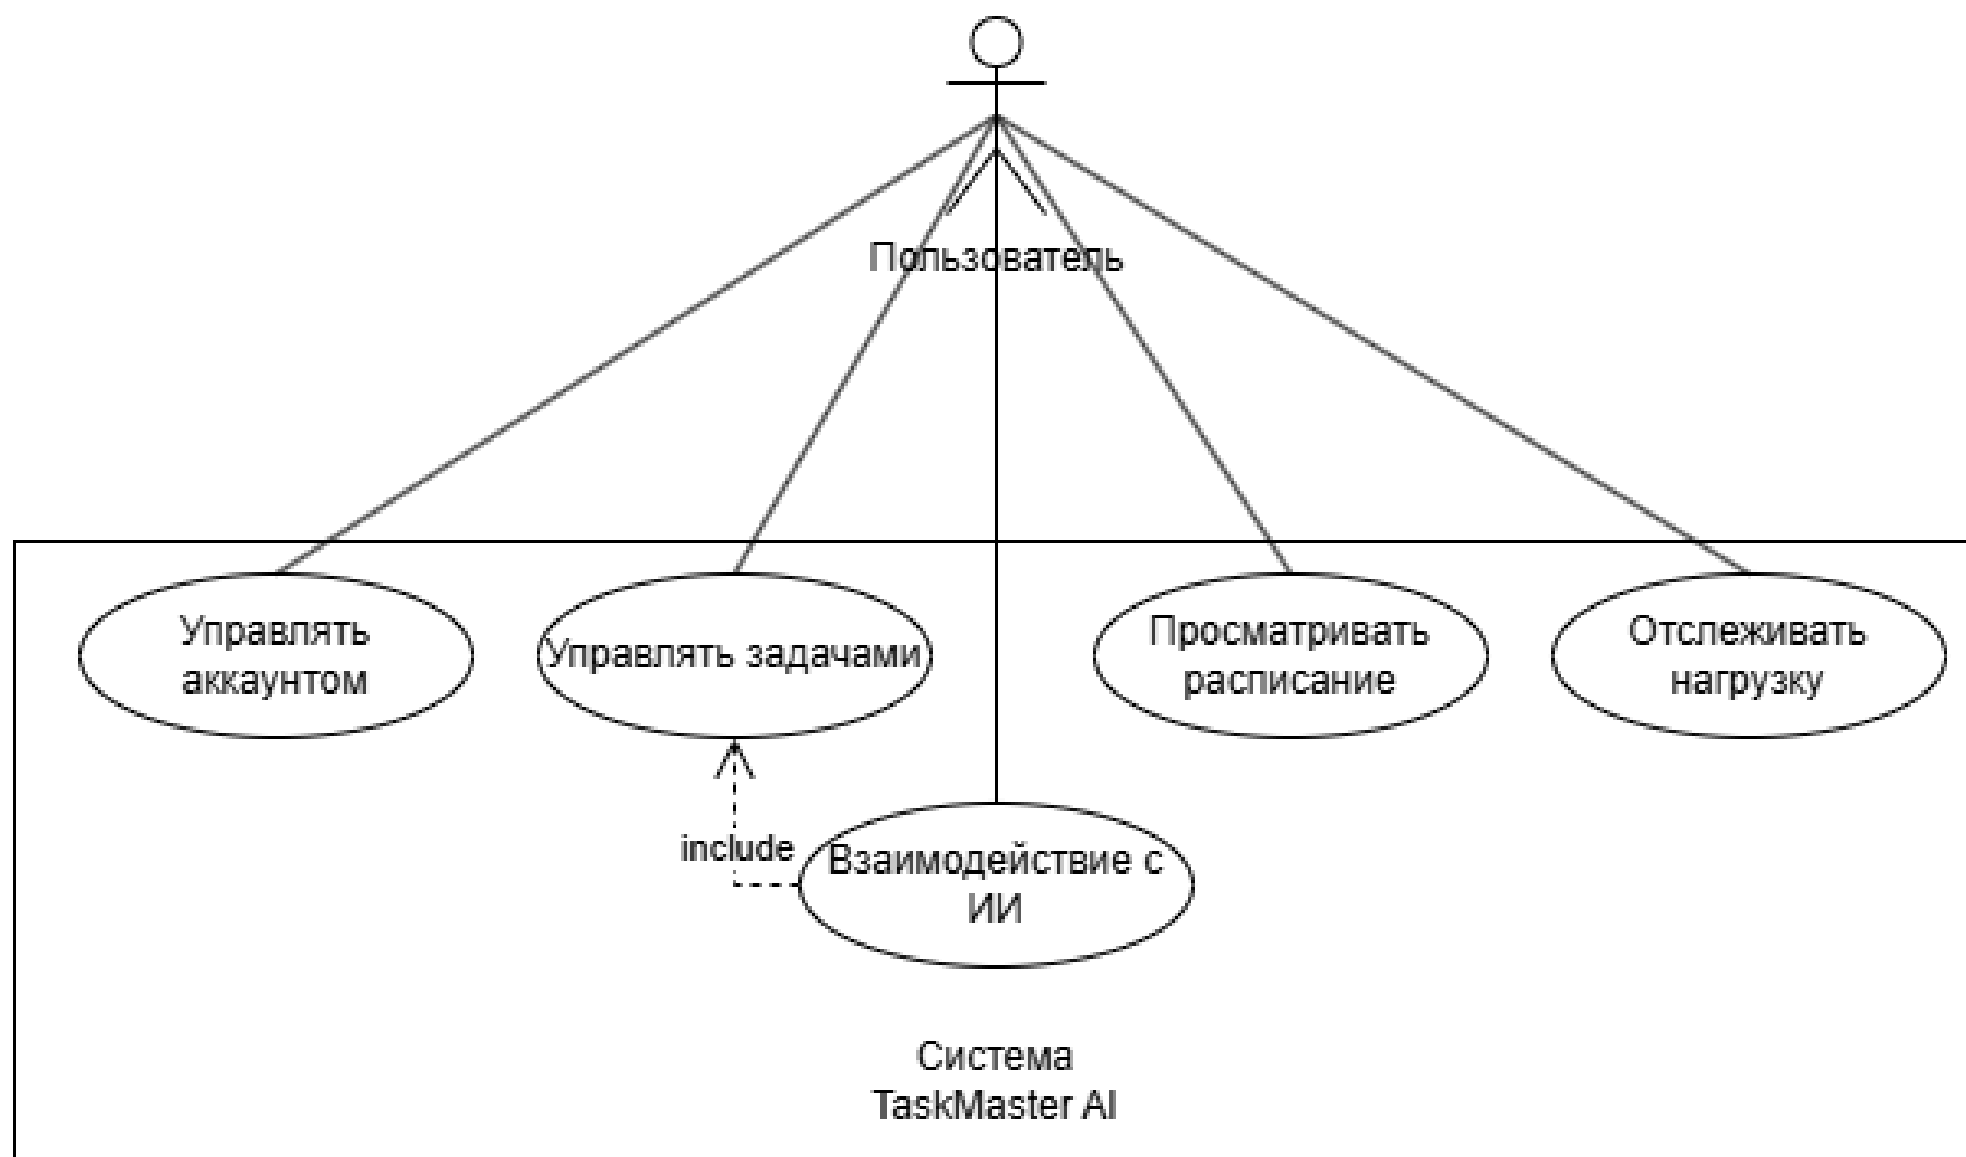 Пользователь
Управлять
аккаунтом
Управлять задачами
Просматривать
расписание
Отслеживать
нагрузку
include
Взаимодействие с
ИИ
Система
TaskMaster AI